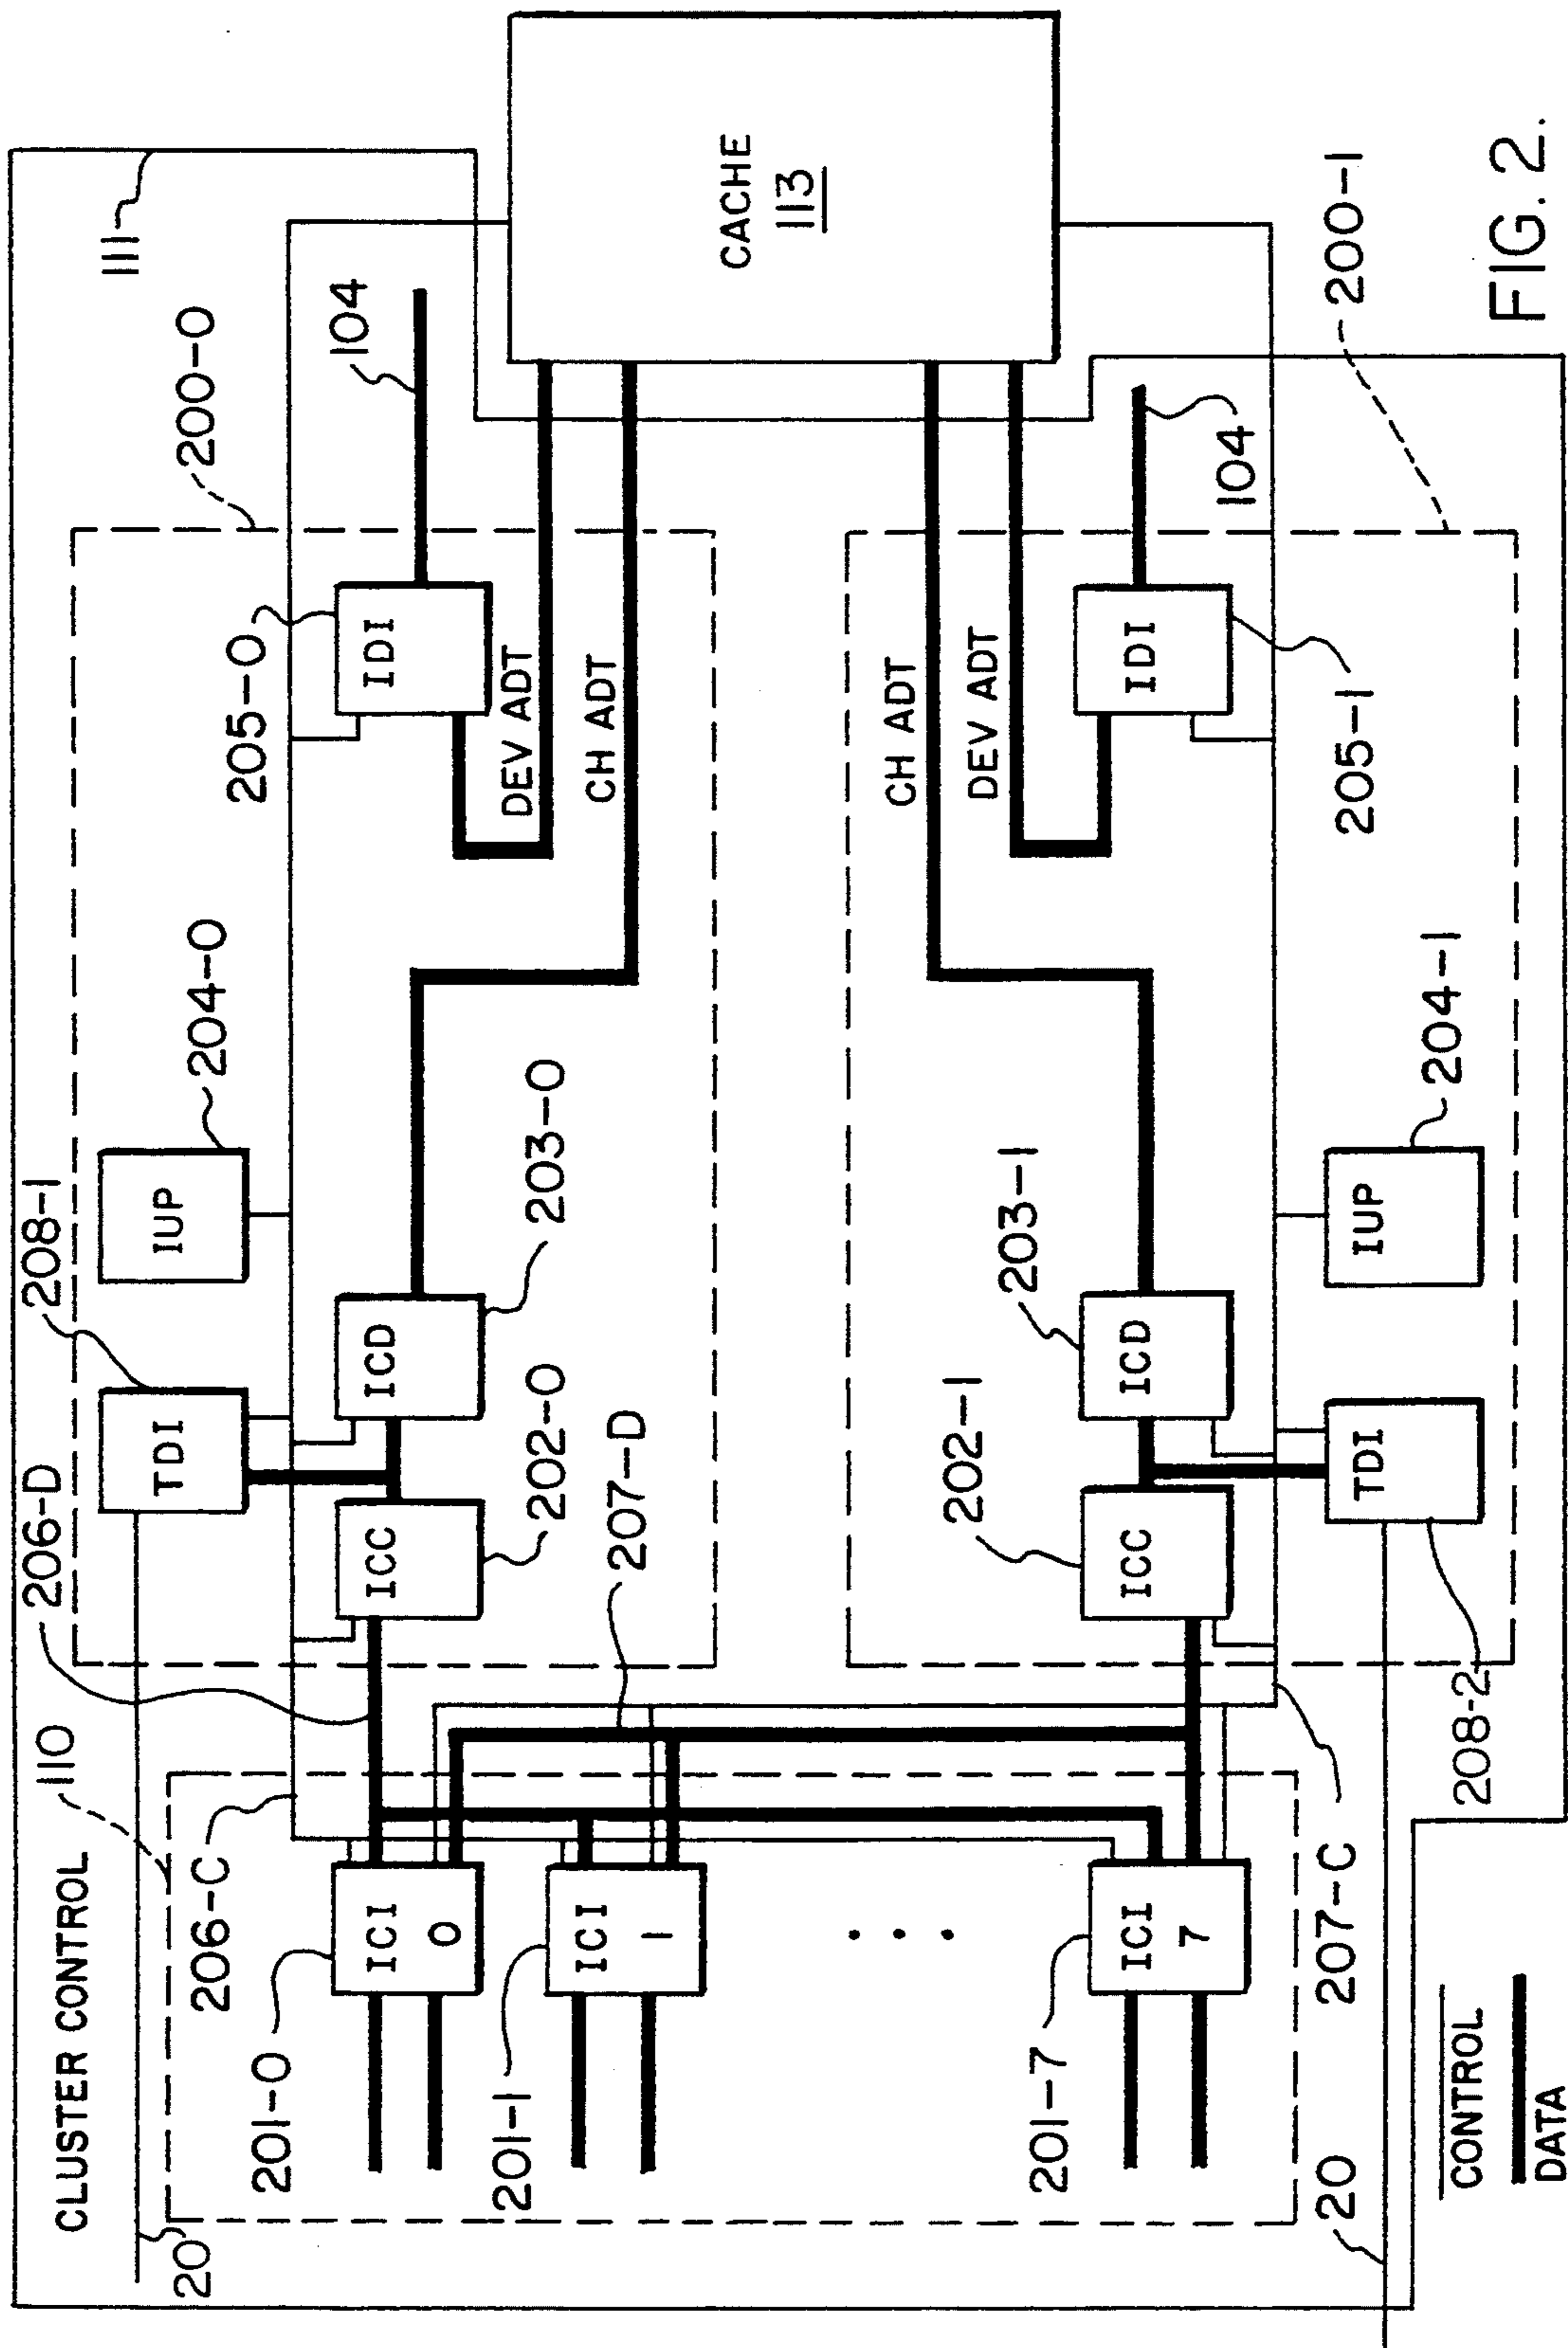 CLUSTER CONTROL
110
206-D
208-1
204-0
205-0
200-0
111
20
206-C
TDI
IUP
104
201-0
ICI
0
ICC
ICD
IDI
202-0
203-0
DEV ADT
CH ADT
207-D
201-1
ICI
1
CACHE
113
. . .
CH ADT
DEV ADT
202-1
203-1
201-7
ICI
7
ICC
ICD
IDI
104
207-C
208-2
TDI
IUP
204-1
205-1
200-1
20
CONTROL
DATA
FIG. 2.